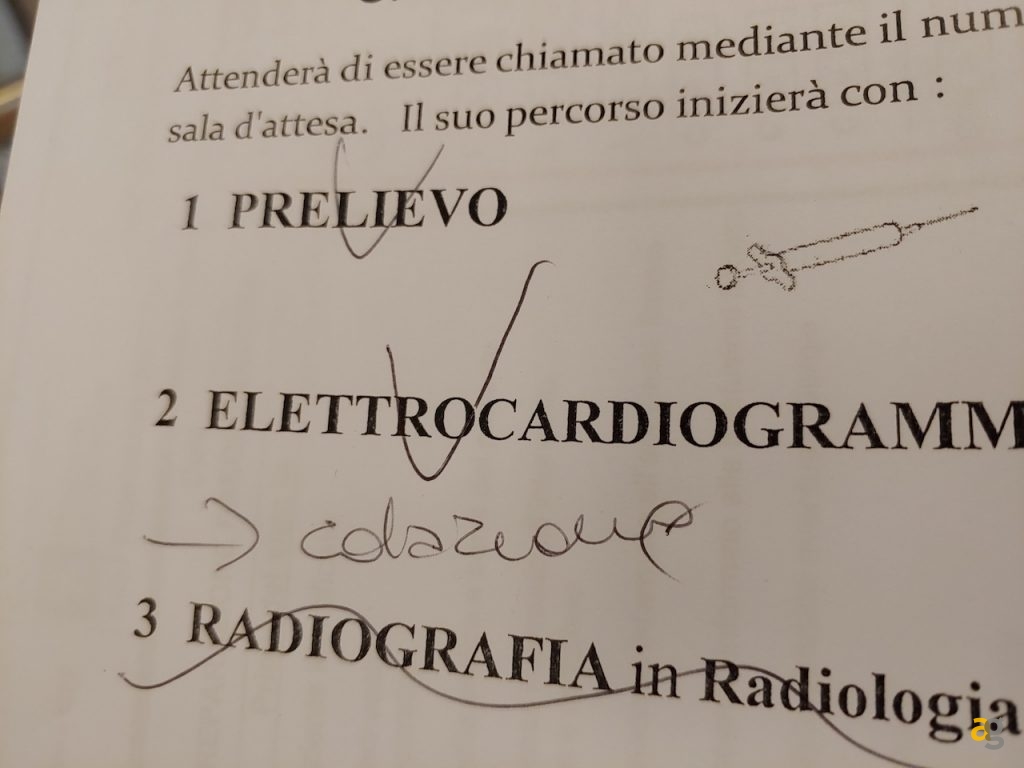 Attenderà di essere chiamato mediante il num
sala d'attesa. Il suo percorso inizierà con :
1 PRELIEVO
2 ELETTROCARDIOGRAMM
→ colazione
3 RADIOGRAFIA in Radiologia
ag